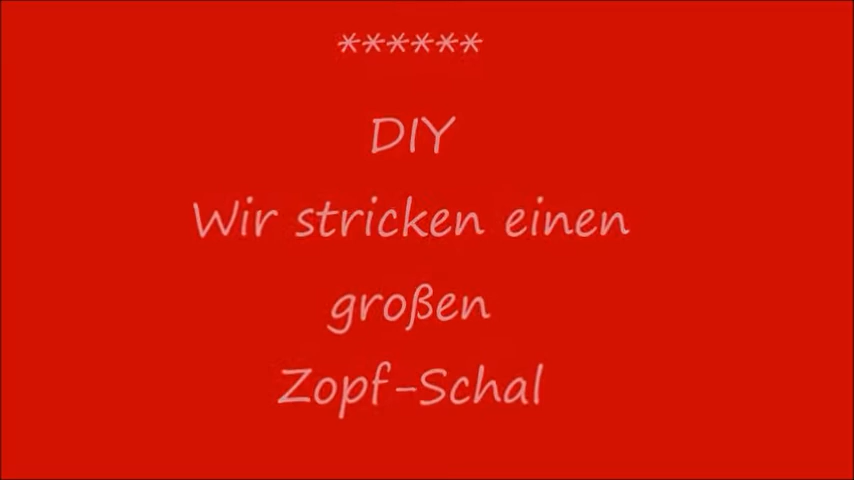 ******
DIY
Wir stricken einen
großen
Zopf-Schal